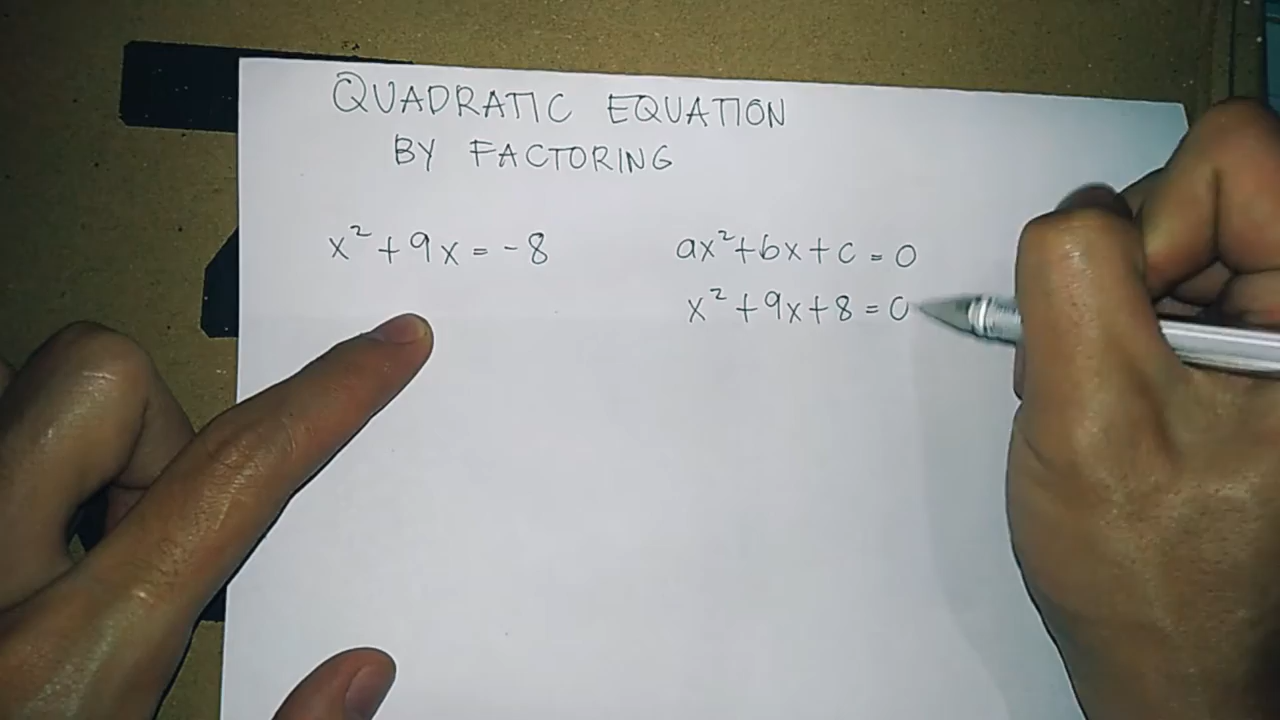 QUADRATIC EQUATION
BY FACTORING
x² + 9x = -8
ax² + bx + c = 0
x² + 9x + 8 = 0